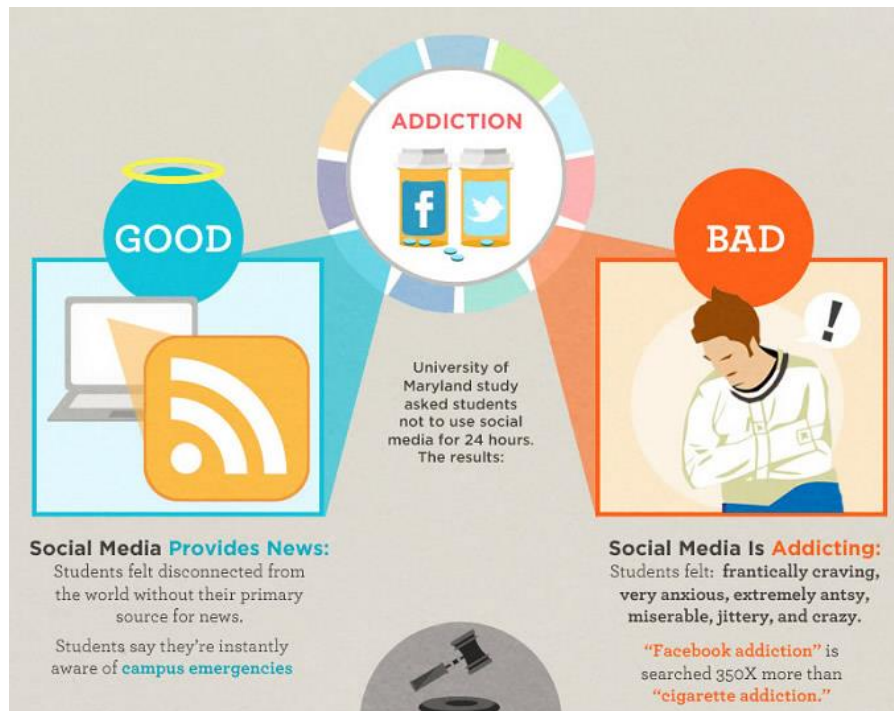 ADDICTION
f
GOOD
BAD
!
University of
Maryland study
asked students
not to use social
media for 24 hours.
The results:
Social Media Provides News:
Students felt disconnected from
the world without their primary
source for news.
Students say they're instantly
aware of campus emergencies
Social Media Is Addicting:
Students felt: frantically craving,
very anxious, extremely antsy,
miserable, jittery, and crazy.
“Facebook addiction” is
searched 350X more than
“cigarette addiction.”